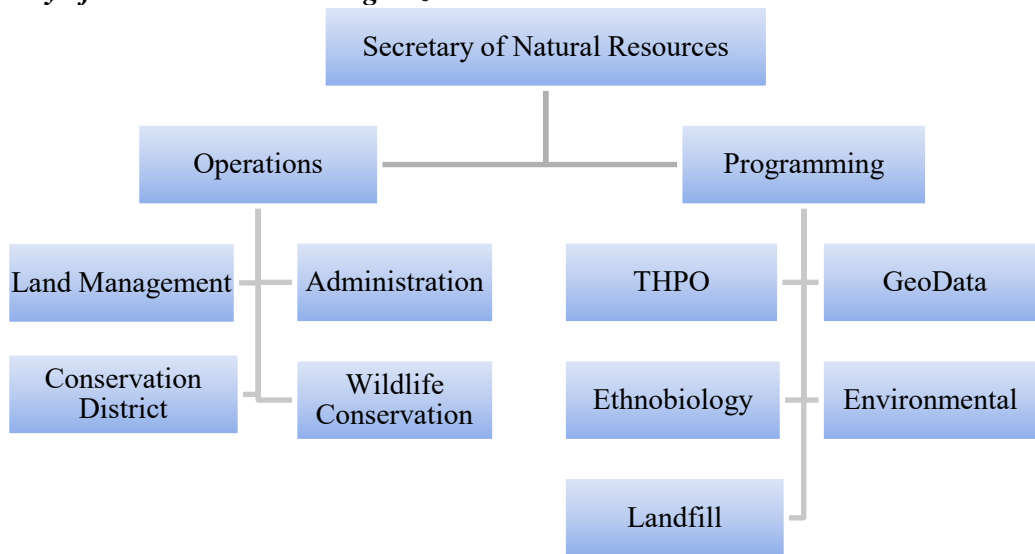 Secretary of Natural Resources
Operations
Programming
Land Management
Administration
THPO
GeoData
Conservation
District
Wildlife
Conservation
Ethnobiology
Environmental
Landfill